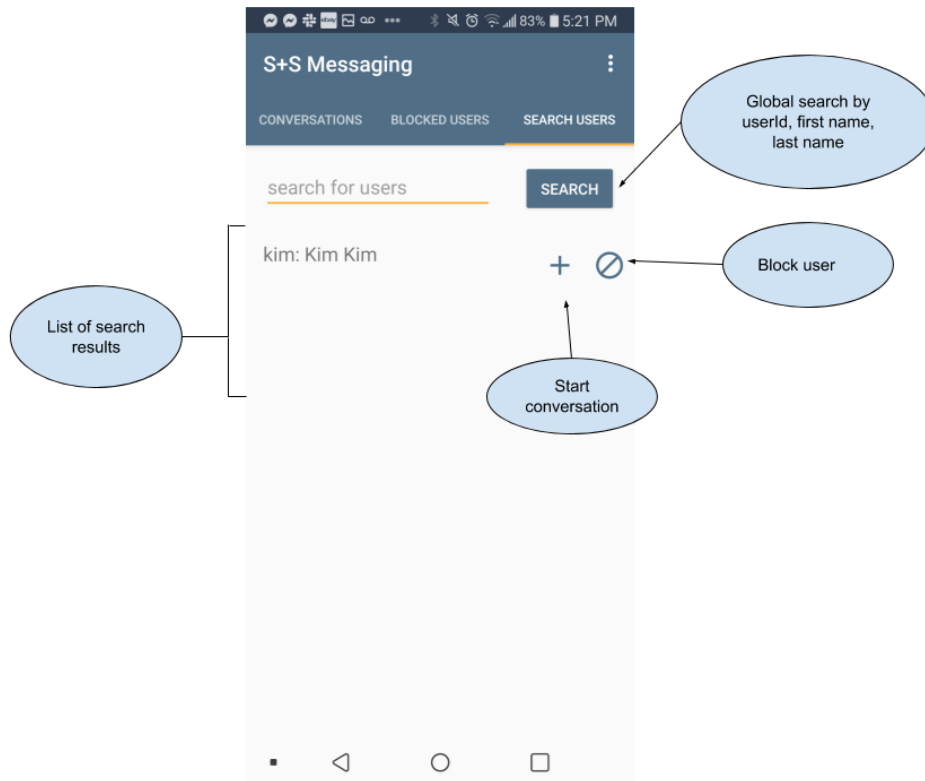 ebay 83% 5:21 PM
S+S Messaging
CONVERSATIONS BLOCKED USERS SEARCH USERS
Global search by
userId, first name,
last name
search for users SEARCH
kim: Kim Kim
Block user
List of search
results
Start
conversation